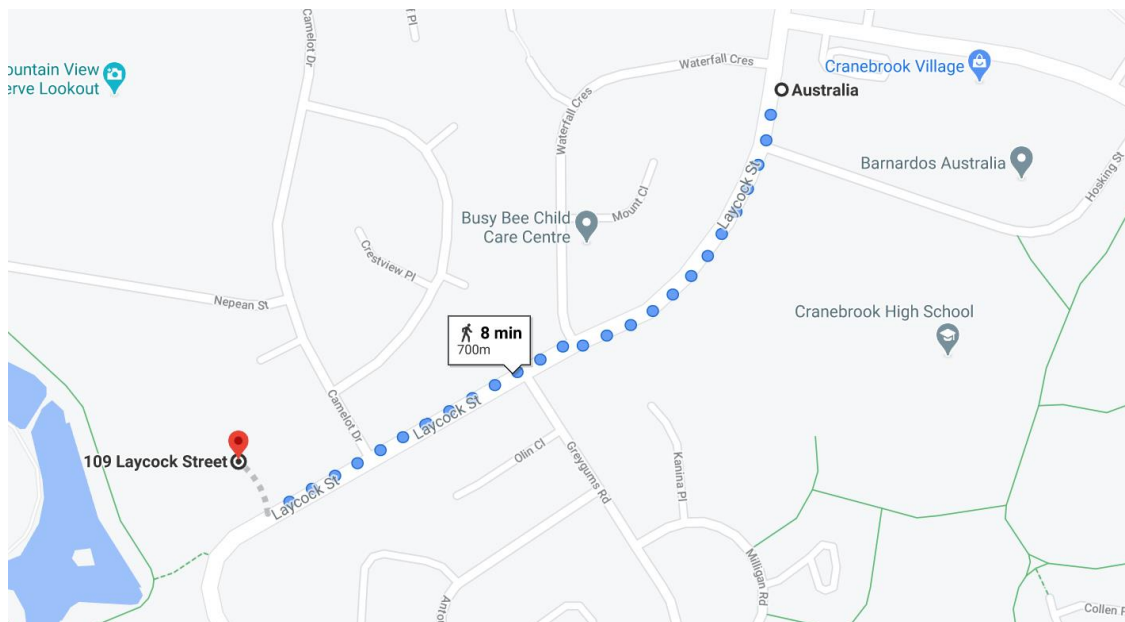 Camelot Dr
f Pl
ountain View
erve Lookout
Waterfall Cres
Cranebrook Village
Australia
Waterfall Cres
Barnardos Australia
Hosking St
Laycock St
Mount Cl
Busy Bee Child
Care Centre
Crestview Pl
Nepean St
Cranebrook High School
8 min
700m
Camelot Dr
Laycock St
109 Laycock Street
Olin Cl
Greygums Rd
Kanina Pl
Laycock St
Milligan Rd
Anto
Collen P